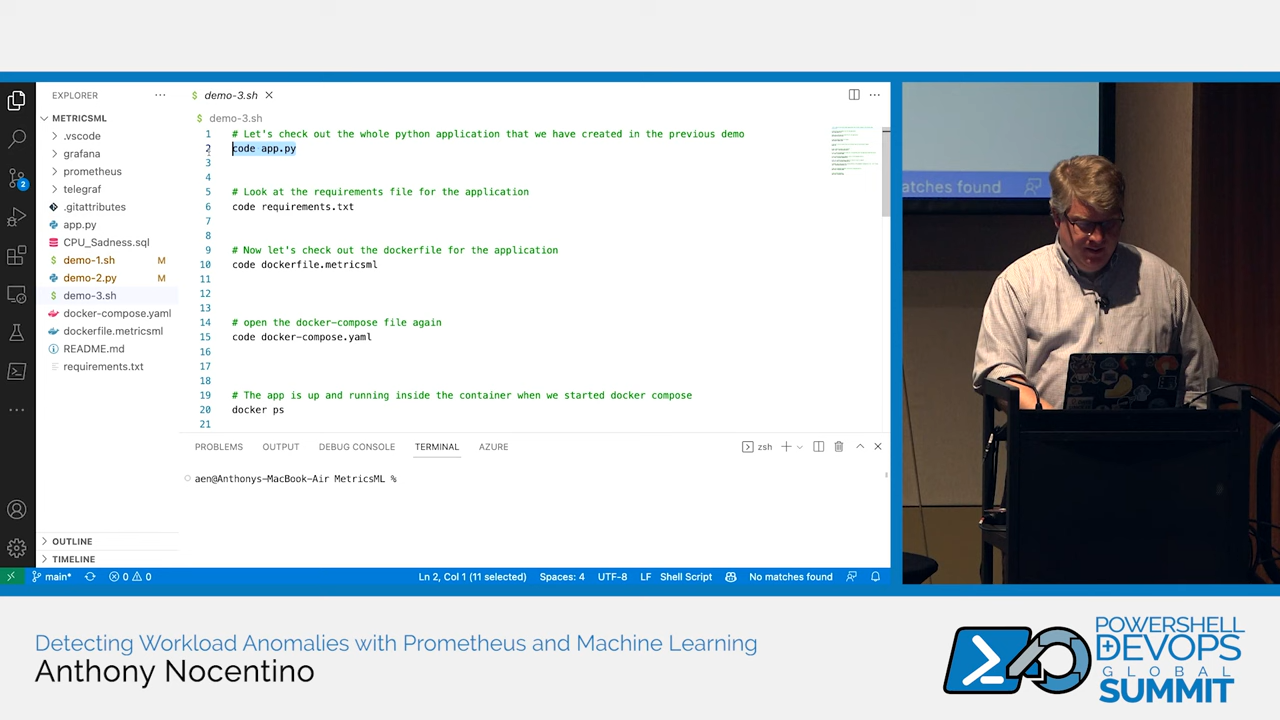 EXPLORER
METRICSML
.vscode
grafana
prometheus
telegraf
.gitattributes
app.py
CPU_Sadness.sql
demo-1.sh M
demo-2.py M
demo-3.sh
docker-compose.yaml
dockerfile.metricsml
README.md
requirements.txt
OUTLINE
TIMELINE
2
$ demo-3.sh
$ demo-3.sh
1 # Let's check out the whole python application that we have created in the previous demo
2 code app.py
3
4
5 # Look at the requirements file for the application
6 code requirements.txt
7
8
9 # Now let's check out the dockerfile for the application
10 code dockerfile.metricsml
11
12
13
14 # open the docker-compose file again
15 code docker-compose.yaml
16
17
18
19 # The app is up and running inside the container when we started docker compose
20 docker ps
21
PROBLEMS OUTPUT DEBUG CONSOLE TERMINAL AZURE
zsh
aen@Anthonys-MacBook-Air MetricsML %
main* 0 0 Ln 2, Col 1 (11 selected) Spaces: 4 UTF-8 LF Shell Script No matches found
atches found
Detecting Workload Anomalies with Prometheus and Machine Learning
Anthony Nocentino
POWERSHELL
DEVOPS
GLOBAL
SUMMIT